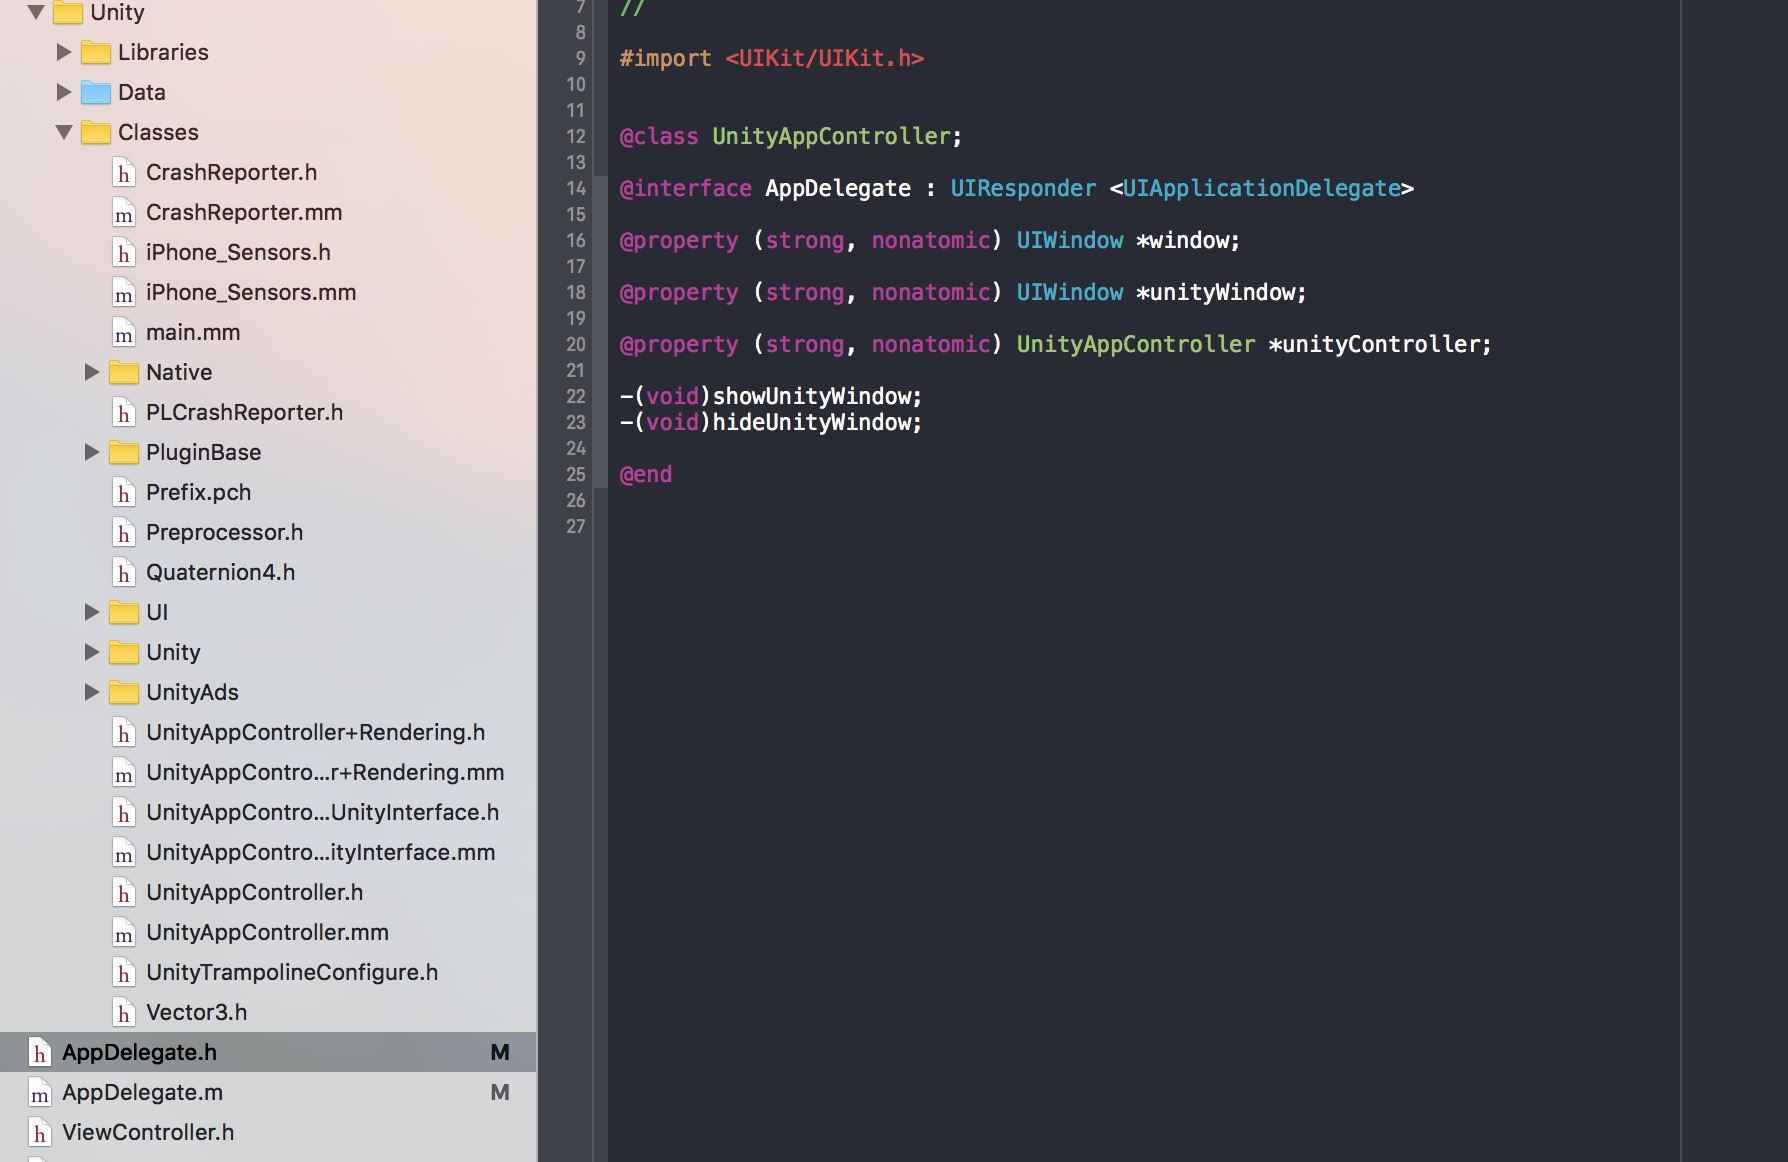 Unity
Libraries
Data
Classes
h CrashReporter.h
m CrashReporter.mm
h iPhone_Sensors.h
m iPhone_Sensors.mm
m main.mm
Native
h PLCrashReporter.h
PluginBase
h Prefix.pch
h Preprocessor.h
h Quaternion4.h
UI
Unity
UnityAds
h UnityAppController+Rendering.h
m UnityAppContro...r+Rendering.mm
h UnityAppContro...UnityInterface.h
m UnityAppContro...ityInterface.mm
h UnityAppController.h
m UnityAppController.mm
h UnityTrampolineConfigure.h
h Vector3.h
h AppDelegate.h M
m AppDelegate.m M
h ViewController.h
7 //
8
9 #import <UIKit/UIKit.h>
10
11
12 @class UnityAppController;
13
14 @interface AppDelegate : UIResponder <UIApplicationDelegate>
15
16 @property (strong, nonatomic) UIWindow *window;
17
18 @property (strong, nonatomic) UIWindow *unityWindow;
19
20 @property (strong, nonatomic) UnityAppController *unityController;
21
22 -(void)showUnityWindow;
23 -(void)hideUnityWindow;
24
25 @end
26
27